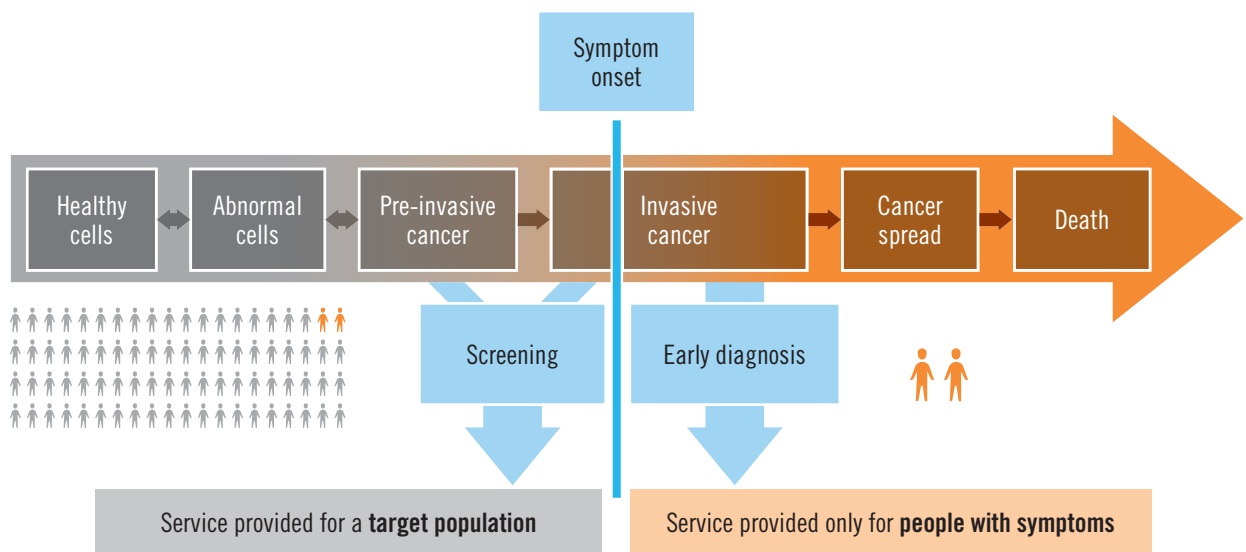 Symptom
onset
Healthy
cells
Abnormal
cells
Pre-invasive
cancer
Invasive
cancer
Cancer
spread
Death
Screening
Early diagnosis
Service provided for a target population
Service provided only for people with symptoms